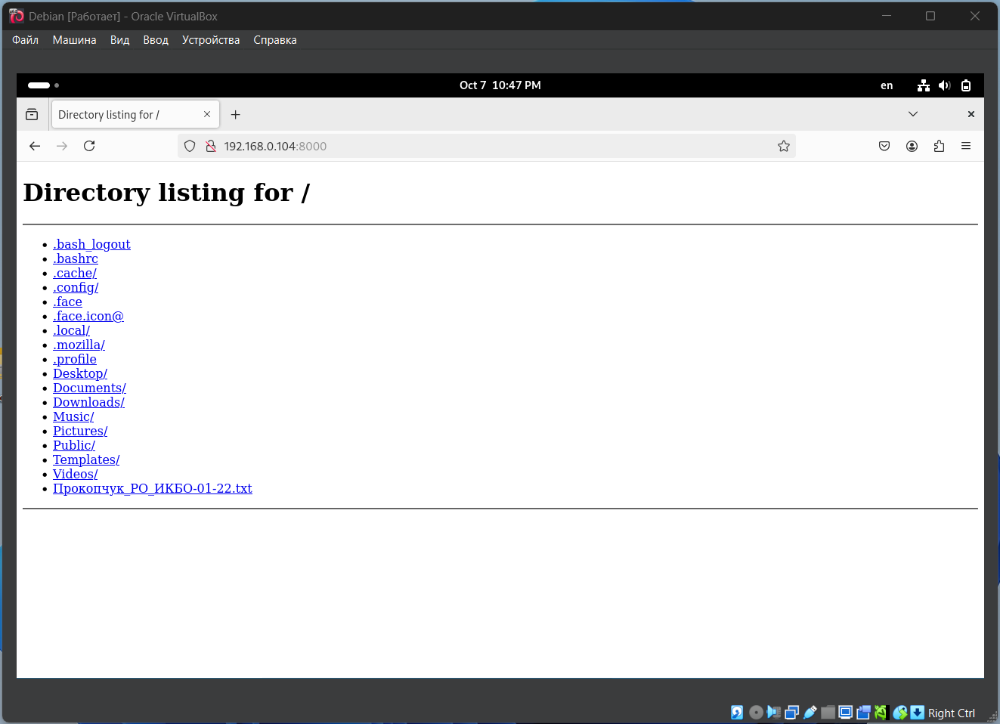 Debian [Работает] - Oracle VirtualBox
Файл Машина Вид Ввод Устройства Справка
Oct 7 10:47 PM
en
Directory listing for /
192.168.0.104:8000
Directory listing for /
.bash_logout
.bashrc
.cache/
.config/
.face
.face.icon@
.local/
.mozilla/
.profile
Desktop/
Documents/
Downloads/
Music/
Pictures/
Public/
Templates/
Videos/
Прокопчук_РО_ИКБО-01-22.txt
Right Ctrl